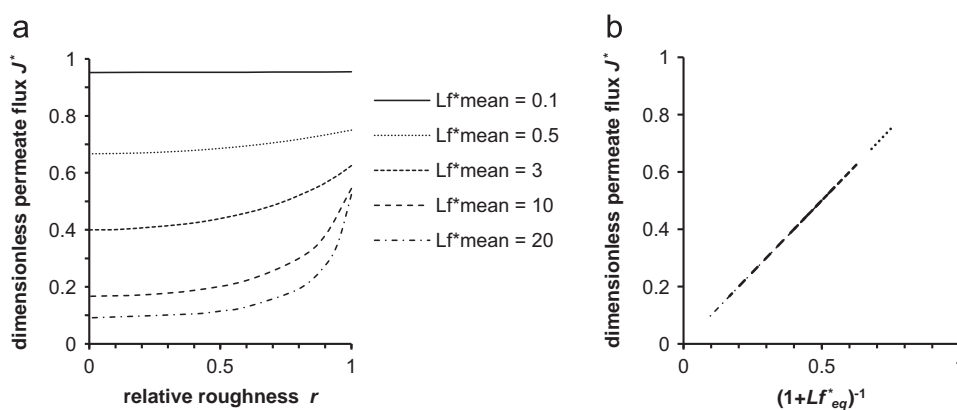 a
dimensionless permeate flux J*
1
0.8
0.6
0.4
0.2
0
0
0.5
1
relative roughness r
Lf*mean = 0.1
Lf*mean = 0.5
Lf*mean = 3
Lf*mean = 10
Lf*mean = 20
b
dimensionless permeate flux J*
1
0.8
0.6
0.4
0.2
0
0
0.5
1
(1+Lf*eq)-1